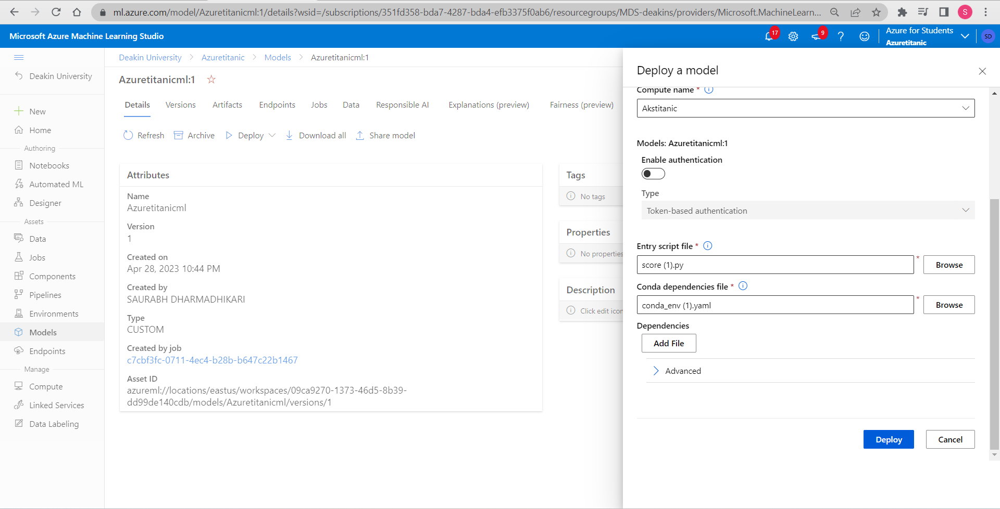 ml.azure.com/model/Azuretitanicml:1/details?wsid=/subscriptions/351fd358-bda7-4287-bda4-efb3375f0ab6/resourcegroups/MDS-deakins/providers/Microsoft.MachineLearn...
S
Microsoft Azure Machine Learning Studio
17
9
?
Azure for Students
Azuretitanic
SD
Deakin University
New
Home
Authoring
Notebooks
Automated ML
Designer
Assets
Data
Jobs
Components
Pipelines
Environments
Models
Endpoints
Manage
Compute
Linked Services
Data Labeling
Deakin University > Azuretitanic > Models > Azuretitanicml:1
Azuretitanicml:1
Details Versions Artifacts Endpoints Jobs Data Responsible AI Explanations (preview) Fairness (preview)
Refresh Archive Deploy Download all Share model
Attributes
Name
Azuretitanicml
Version
1
Created on
Apr 28, 2023 10:44 PM
Created by
SAURABH DHARMADHIKARI
Type
CUSTOM
Created by job
c7cbf3fc-0711-4ec4-b28b-b647c22b1467
Asset ID
azureml://locations/eastus/workspaces/09ca9270-1373-46d5-8b39-
dd99de140cdb/models/Azuretitanicml/versions/1
Tags
No tags
Properties
No properties
Description
Click edit icon
Deploy a model
Compute name *
Akstitanic
Models: Azuretitanicml:1
Enable authentication
Type
Token-based authentication
Entry script file *
score (1).py
* Browse
Conda dependencies file *
conda_env (1).yaml
* Browse
Dependencies
Add File
Advanced
Deploy Cancel